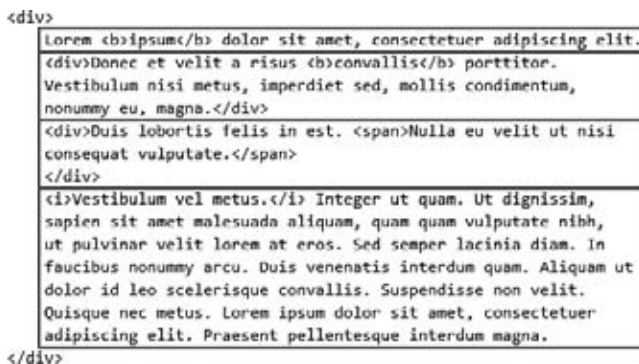 <div>
Lorem <b>ipsum</b> dolor sit amet, consectetuer adipiscing elit.
<div>Donec et velit a risus <b>convallis</b> porttitor.
Vestibulum nisi metus, imperdiet sed, mollis condimentum,
nonummy eu, magna.</div>
<div>Duis lobortis felis in est. <span>Nulla eu velit ut nisi
consequat vulputate.</span>
</div>
<i>Vestibulum vel metus.</i> Integer ut quam. Ut dignissim,
sapien sit amet malesuada aliquam, quam quam vulputate nibh,
ut pulvinar velit lorem at eros. Sed semper lacinia diam. In
faucibus nonummy arcu. Duis venenatis interdum quam. Aliquam ut
dolor id leo scelerisque convallis. Suspendisse non velit.
Quisque nec metus. Lorem ipsum dolor sit amet, consectetuer
adipiscing elit. Praesent pellentesque interdum magna.
</div>